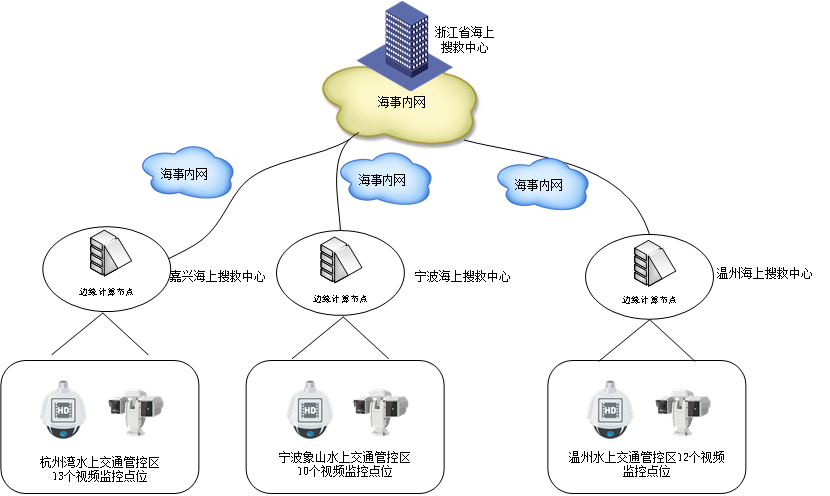 浙江省海上
搜救中心
海事内网
海事内网
海事内网
海事内网
边缘计算节点
嘉兴海上搜救中心
边缘计算节点
宁波海上搜救中心
边缘计算节点
温州海上搜救中心
HD
杭州湾水上交通管控区
13个视频监控点位
HD
宁波象山水上交通管控区
10个视频监控点位
HD
温州水上交通管控区12个视频
监控点位